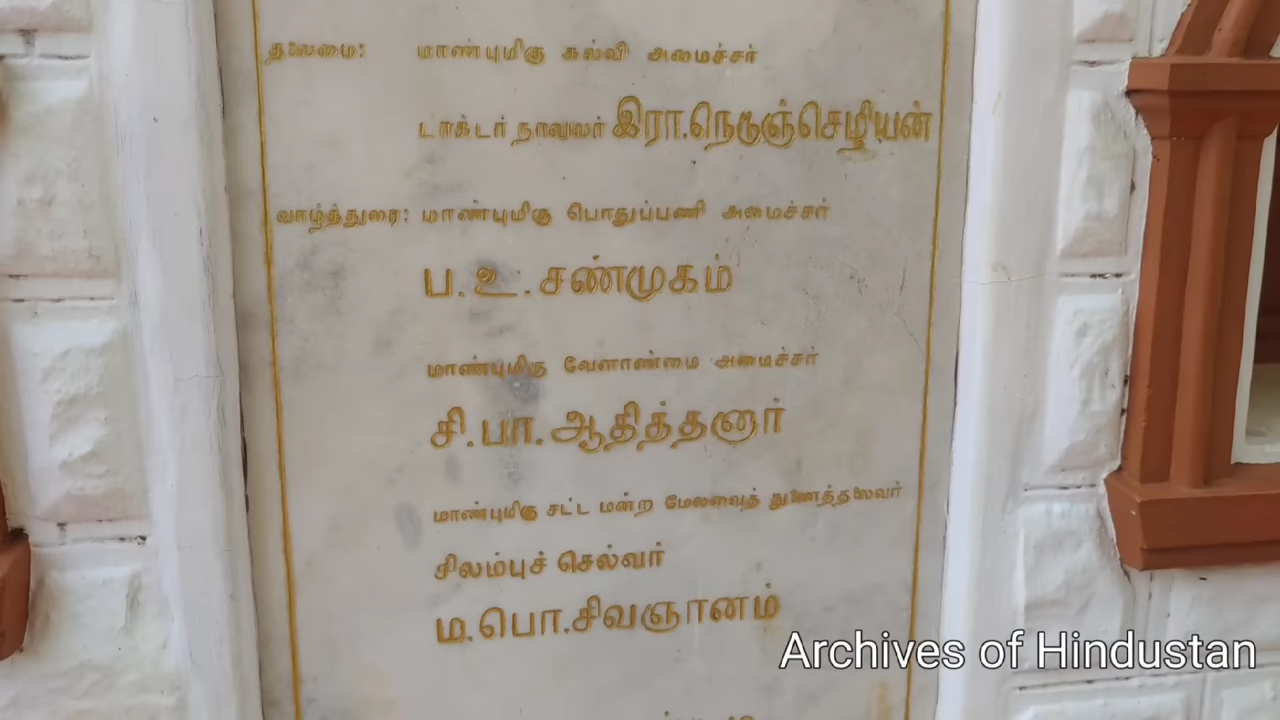 தலைமை: மாண்புமிகு கல்வி அமைச்சர்
டாக்டர் நாவலர் இரா.நெடுஞ்செழியன்
வாழ்த்துரை: மாண்புமிகு பொதுப்பணி அமைச்சர்
ப.உ.சண்முகம்
மாண்புமிகு வேளாண்மை அமைச்சர்
சி.பா.ஆதித்தனார்
மாண்புமிகு சட்ட மன்ற மேலவைத் துணைத்தலைவர்
சிலம்புச் செல்வர்
ம.பொ.சிவஞானம்
Archives of Hindustan